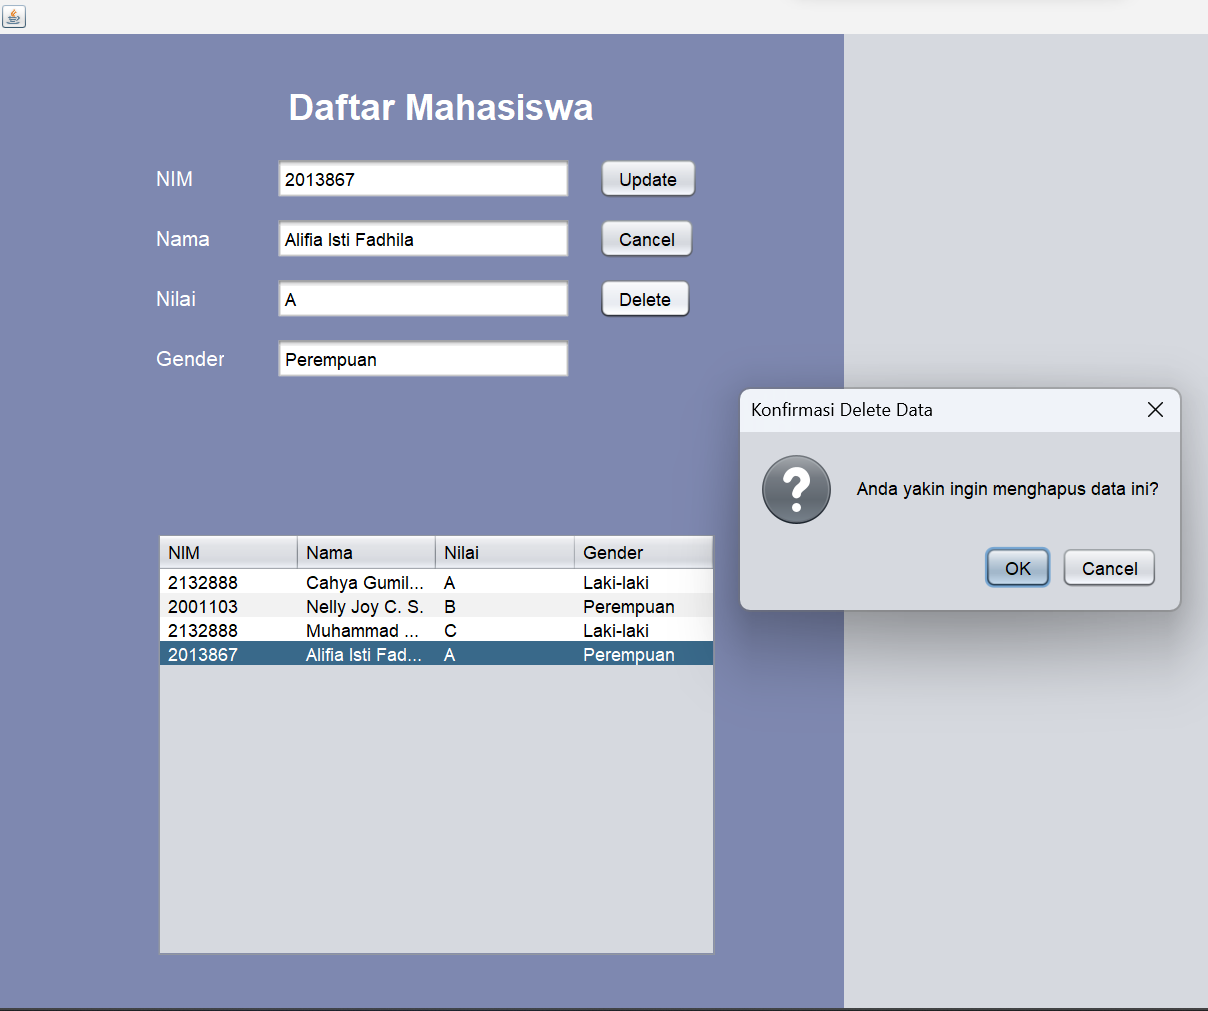 Daftar Mahasiswa
NIM 2013867 Update
Nama Alifia Isti Fadhila Cancel
Nilai A Delete
Gender Perempuan
Konfirmasi Delete Data
Anda yakin ingin menghapus data ini?
OK Cancel
NIM Nama Nilai Gender
2132888 Cahya Gumil... A Laki-laki
2001103 Nelly Joy C. S. B Perempuan
2132888 Muhammad ... C Laki-laki
2013867 Alifia Isti Fad... A Perempuan